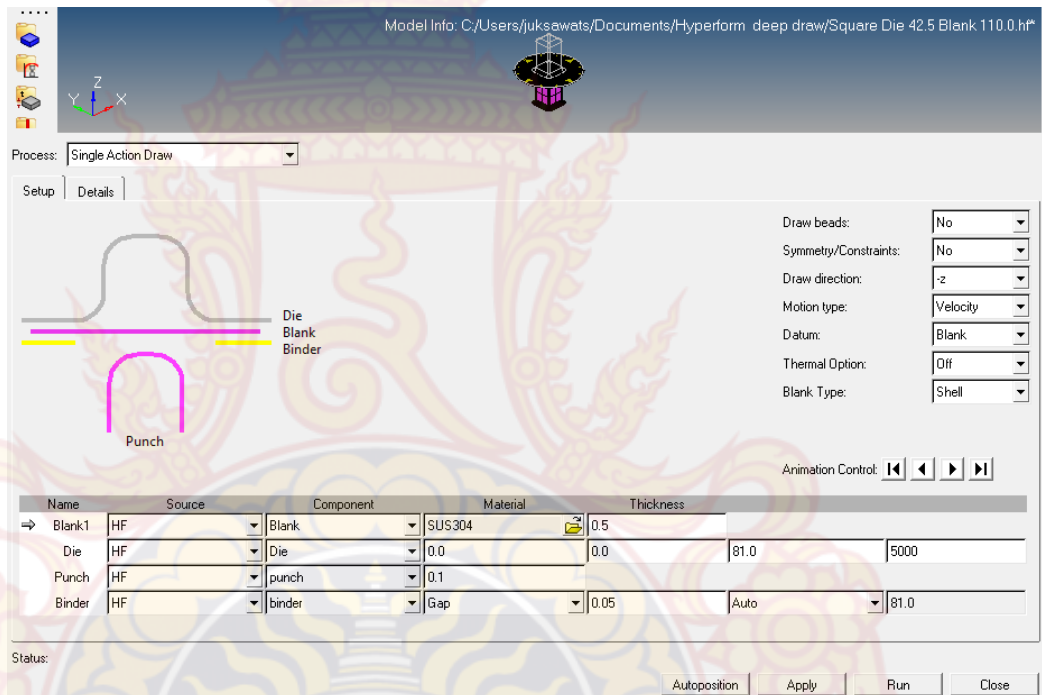 Model Info: C:/Users/juksawats/Documents/Hyperform deep draw/Square Die 42.5 Blank 110.0.hf*
Z
Y X
Process: Single Action Draw
Setup Details
Draw beads: No
Symmetry/Constraints: No
Draw direction: -z
Motion type: Velocity
Datum: Blank
Thermal Option: Off
Blank Type: Shell
Die
Blank
Binder
Punch
Animation Control:
Name Source Component Material Thickness
Blank1 HF Blank SUS304 0.5
Die HF Die 0.0 0.0 81.0 5000
Punch HF punch 0.1
Binder HF binder Gap 0.05 Auto 81.0
Status:
Autoposition Apply Run Close